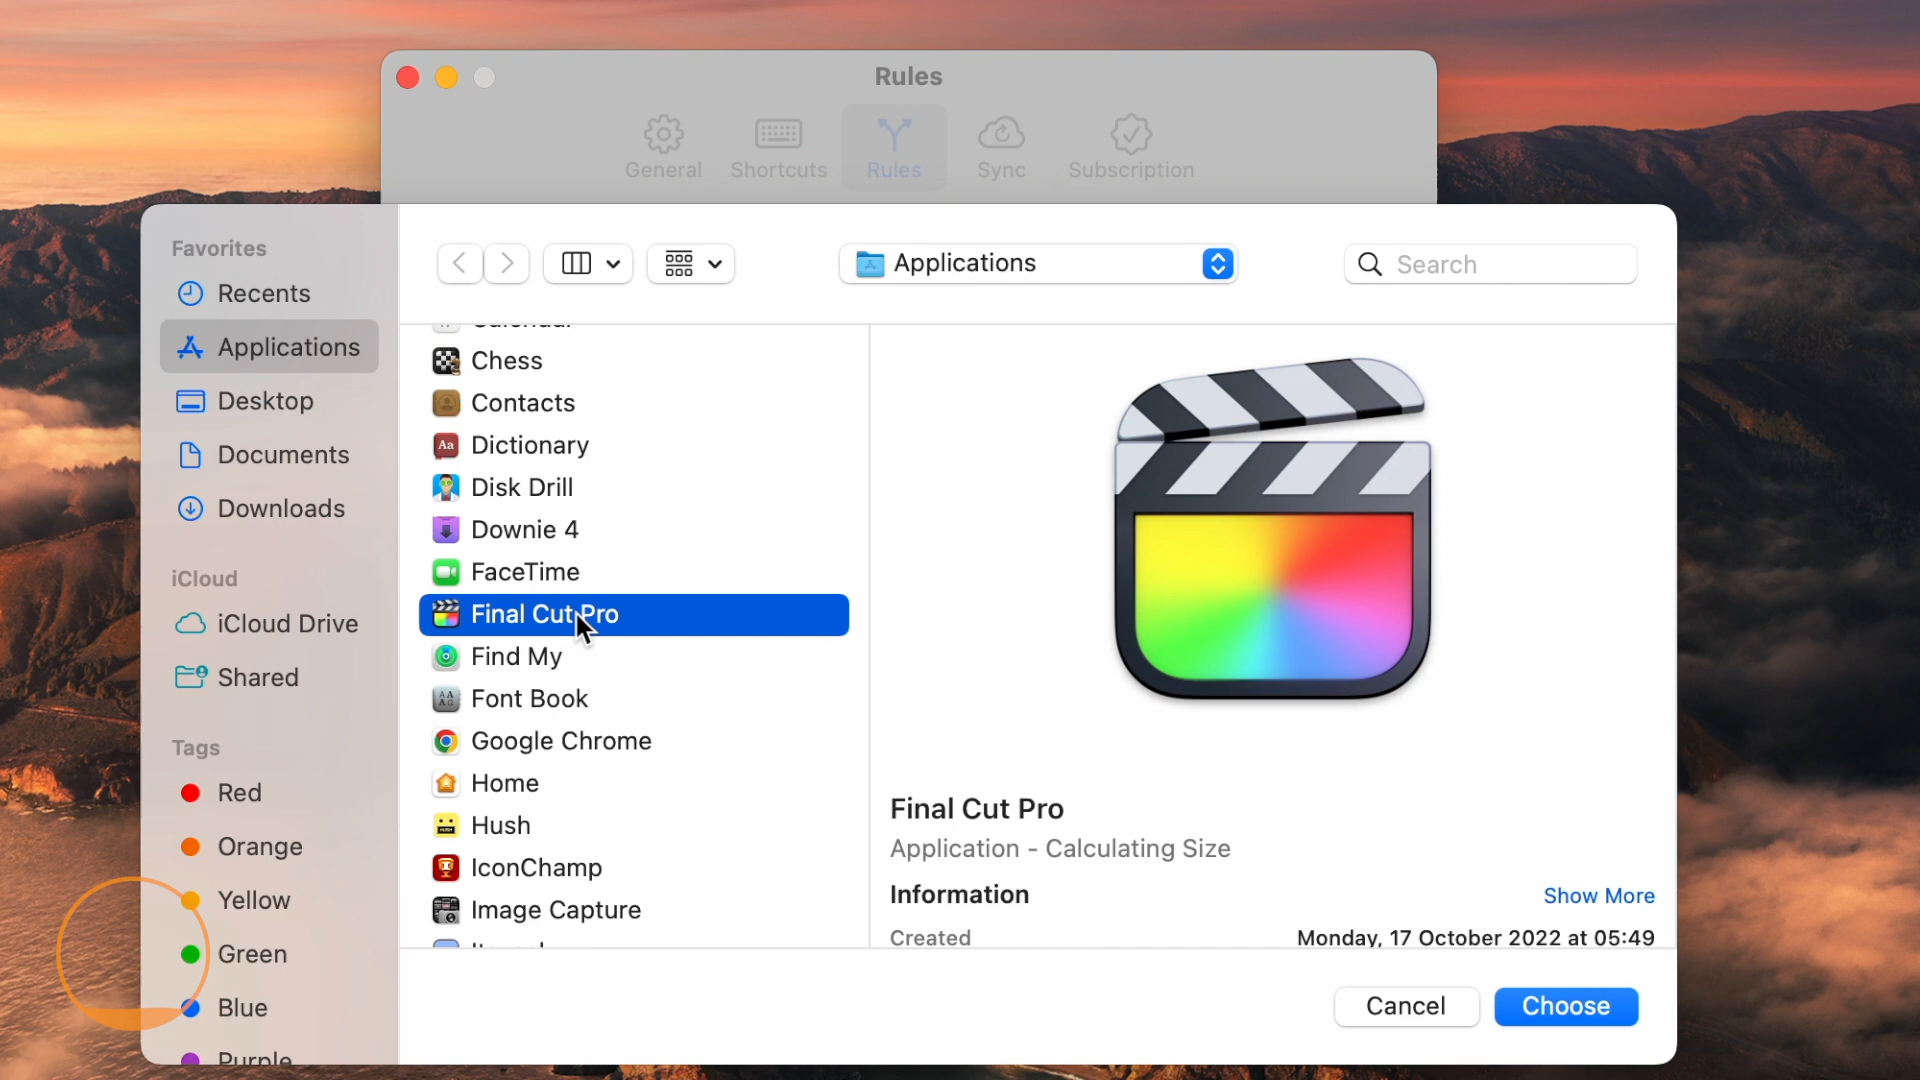 Rules
General
Shortcuts
Rules
Sync
Subscription
Favorites
Recents
Applications
Desktop
Documents
Downloads
iCloud
iCloud Drive
Shared
Tags
Red
Orange
Yellow
Green
Blue
Purple
Applications
Search
Calendar
Chess
Contacts
Dictionary
Disk Drill
Downie 4
FaceTime
Final Cut Pro
Find My
Font Book
Google Chrome
Home
Hush
IconChamp
Image Capture
Final Cut Pro
Application - Calculating Size
Information
Show More
Created
Monday, 17 October 2022 at 05:49
Cancel
Choose